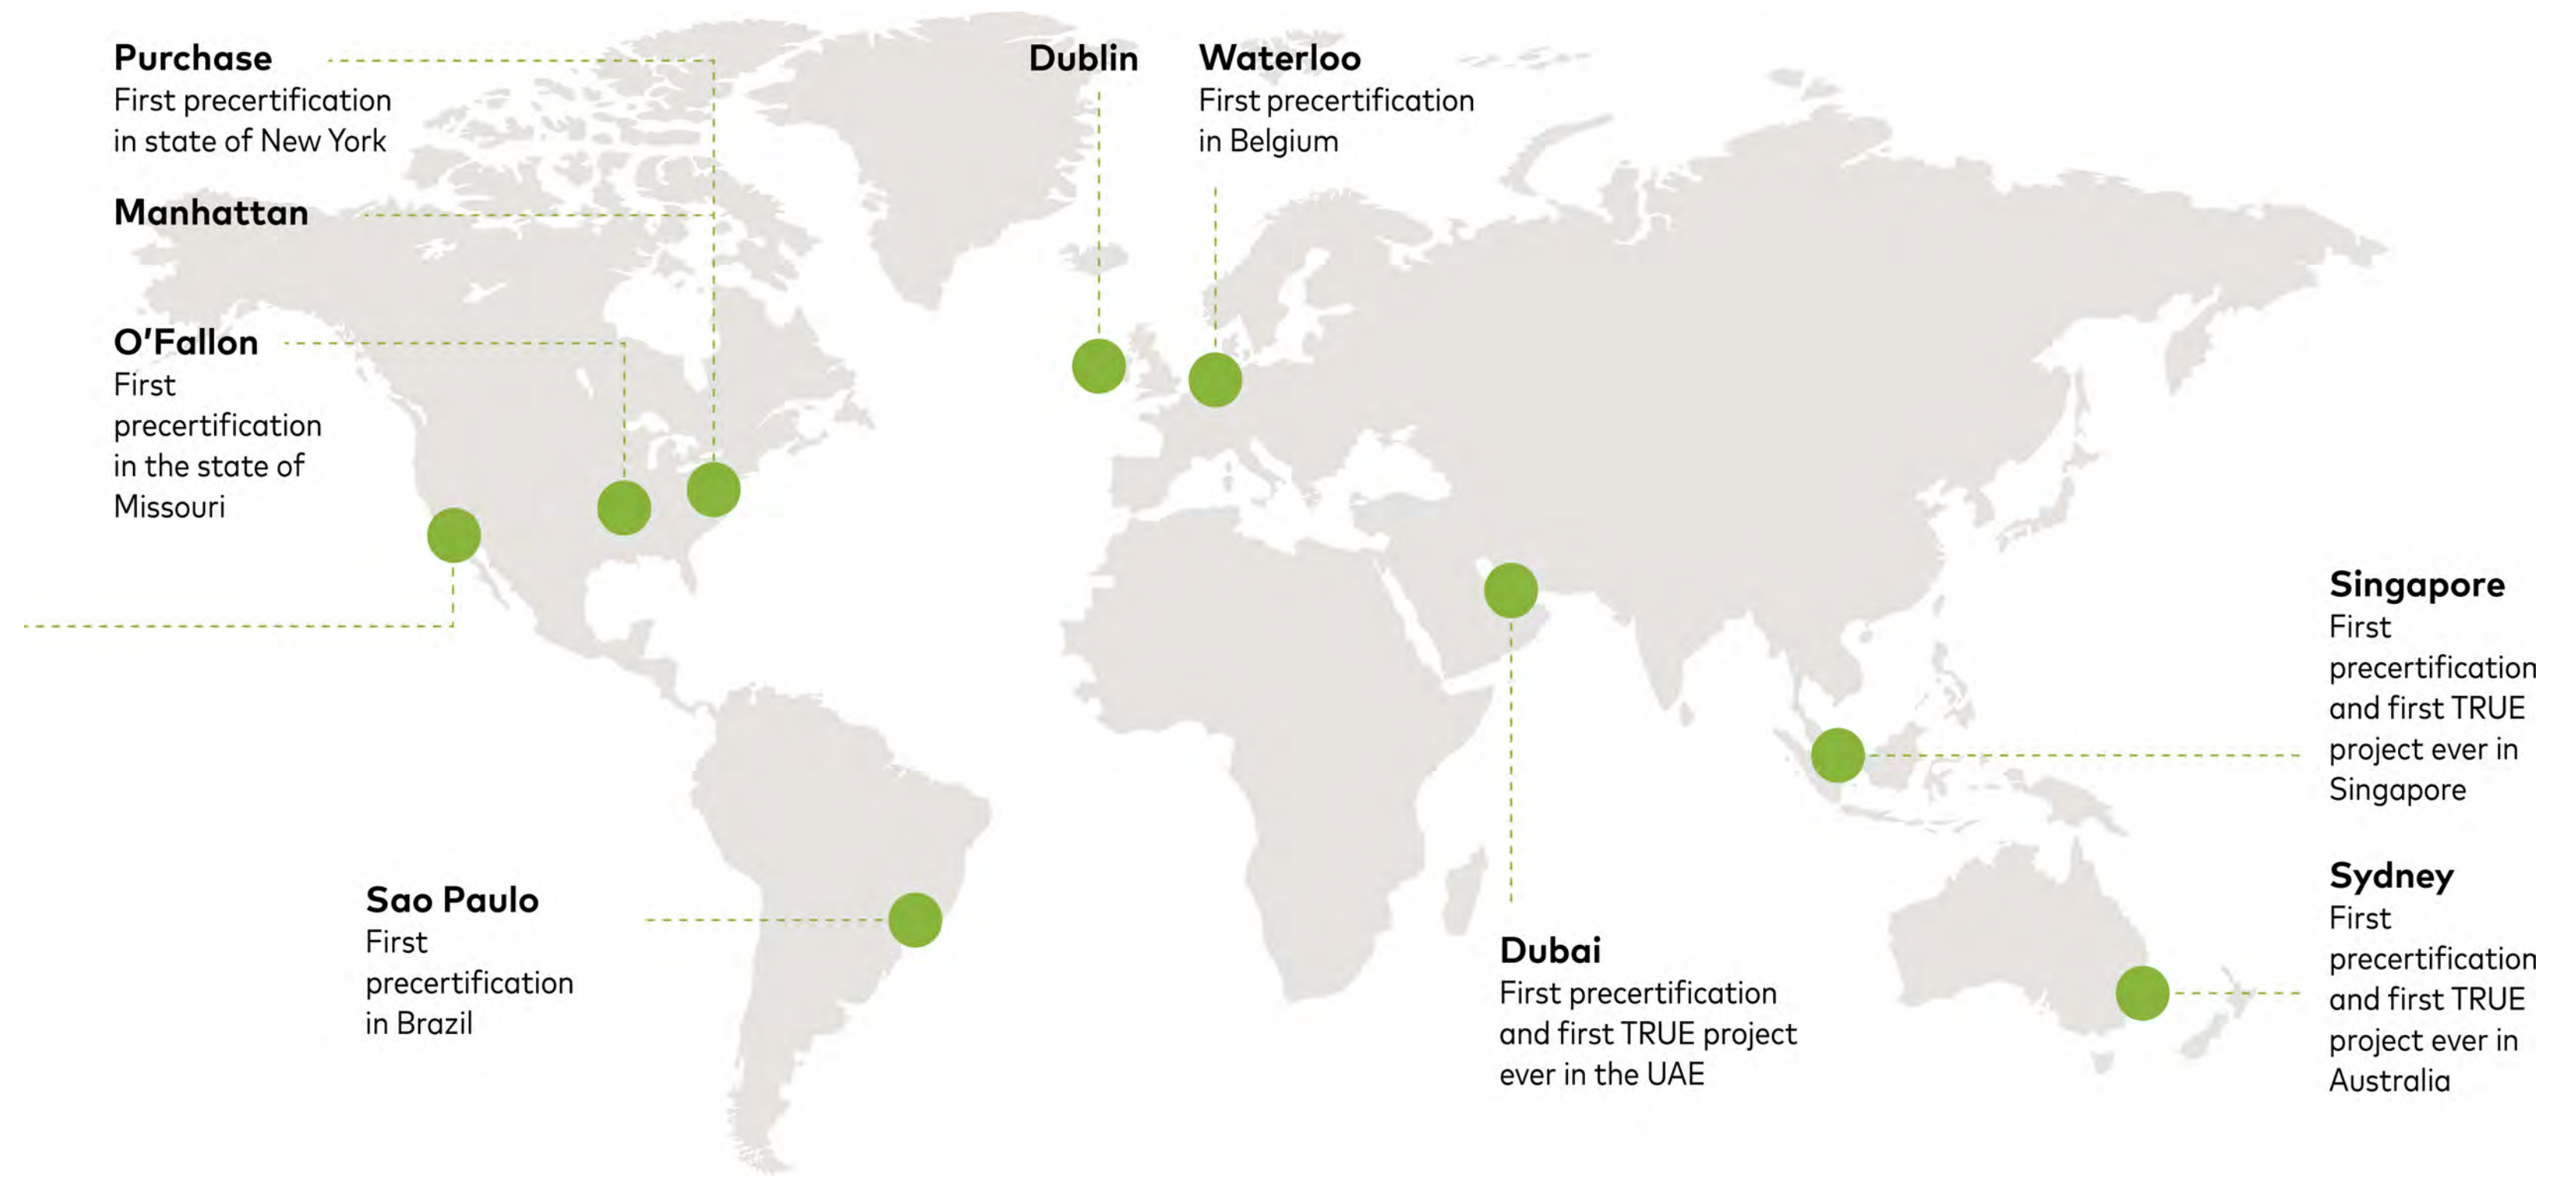 Purchase
First precertification
in state of New York
Manhattan
O'Fallon
First
precertification
in the state of
Missouri
Dublin
Waterloo
First precertification
in Belgium
Sao Paulo
First
precertification
in Brazil
Dubai
First precertification
and first TRUE project
ever in the UAE
Singapore
First
precertification
and first TRUE
project ever in
Singapore
Sydney
First
precertification
and first TRUE
project ever in
Australia